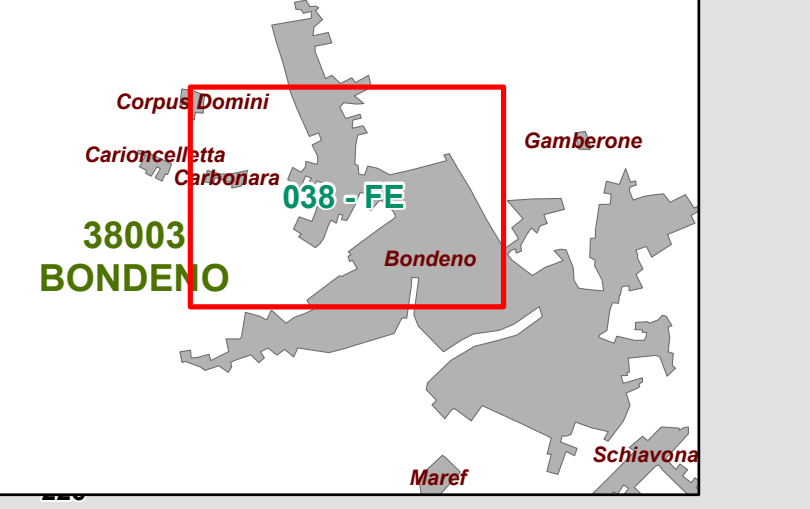 Corpus Domini
Gamberone
Carioncelletta
Carbonara
038 - FE
38003
BONDENO
Bondeno
Schiavona
Maref